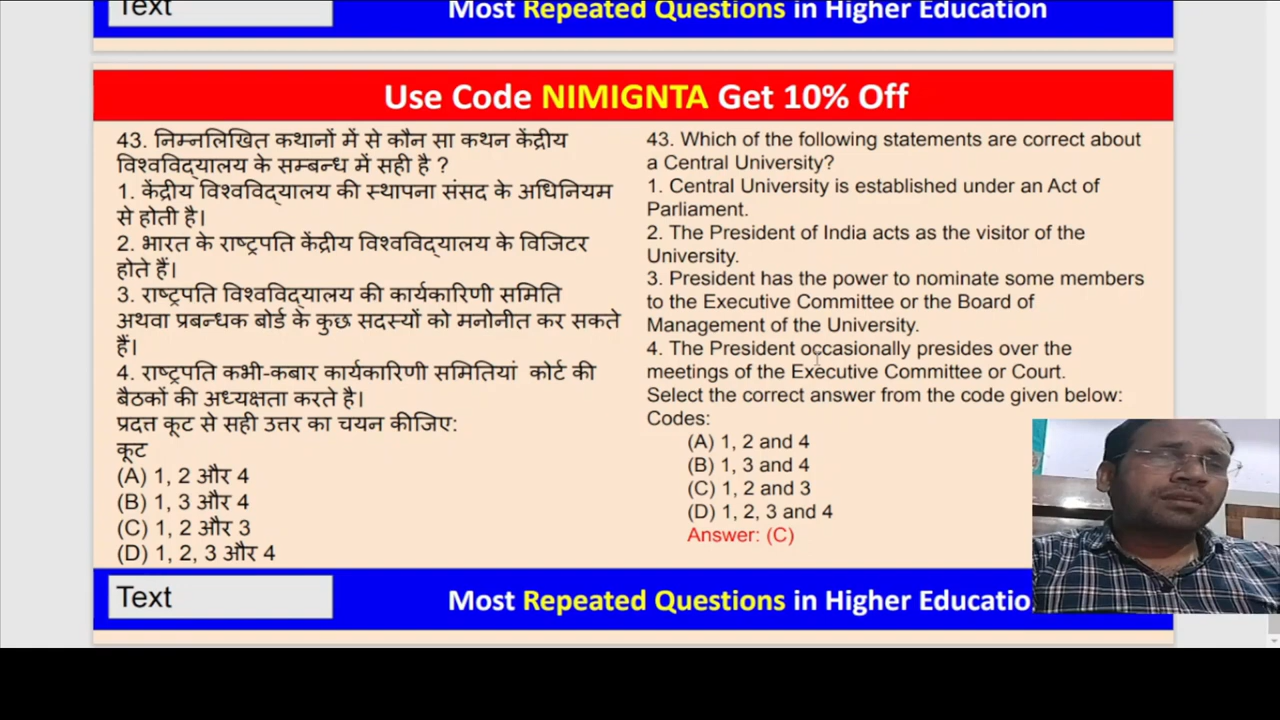 Text
Most Repeated Questions in Higher Education
Use Code NIMIGNTA Get 10% Off
43. निम्नलिखित कथानों में से कौन सा कथन केंद्रीय
विश्वविद्यालय के सम्बन्ध में सही है ?
1. केंद्रीय विश्वविद्यालय की स्थापना संसद के अधिनियम
से होती है।
2. भारत के राष्ट्रपति केंद्रीय विश्वविद्यालय के विजिटर
होते हैं।
3. राष्ट्रपति विश्वविद्यालय की कार्यकारिणी समिति
अथवा प्रबन्धक बोर्ड के कुछ सदस्यों को मनोनीत कर सकते
हैं।
4. राष्ट्रपति कभी-कबार कार्यकारिणी समितियां कोर्ट की
बैठकों की अध्यक्षता करते है।
प्रदत्त कूट से सही उत्तर का चयन कीजिए:
कूट
(A) 1, 2 और 4
(B) 1, 3 और 4
(C) 1, 2 और 3
(D) 1, 2, 3 और 4
43. Which of the following statements are correct about
a Central University?
1. Central University is established under an Act of
Parliament.
2. The President of India acts as the visitor of the
University.
3. President has the power to nominate some members
to the Executive Committee or the Board of
Management of the University.
4. The President occasionally presides over the
meetings of the Executive Committee or Court.
Select the correct answer from the code given below:
Codes:
(A) 1, 2 and 4
(B) 1, 3 and 4
(C) 1, 2 and 3
(D) 1, 2, 3 and 4
Answer: (C)
Text
Most Repeated Questions in Higher Educatio